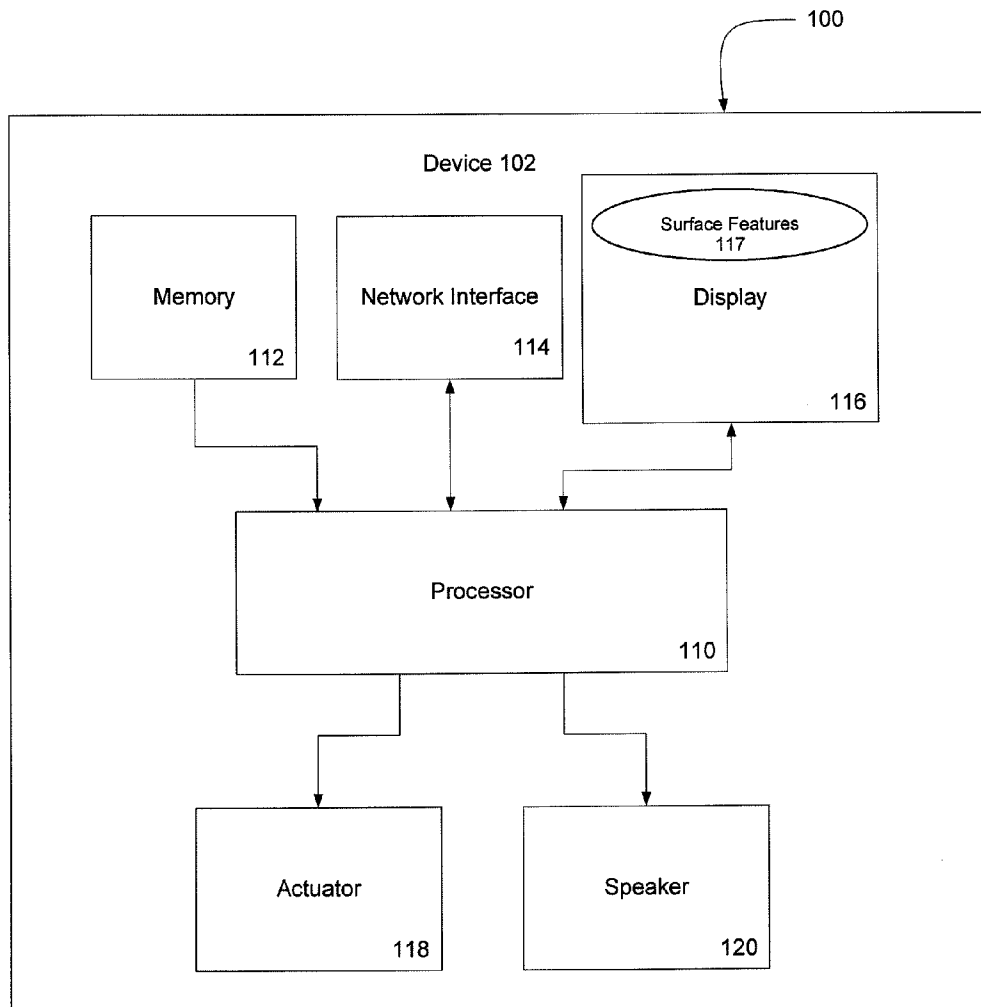 100
Device 102
Surface Features
117
Memory
112
Network Interface
114
Display
116
Processor
110
Actuator
118
Speaker
120